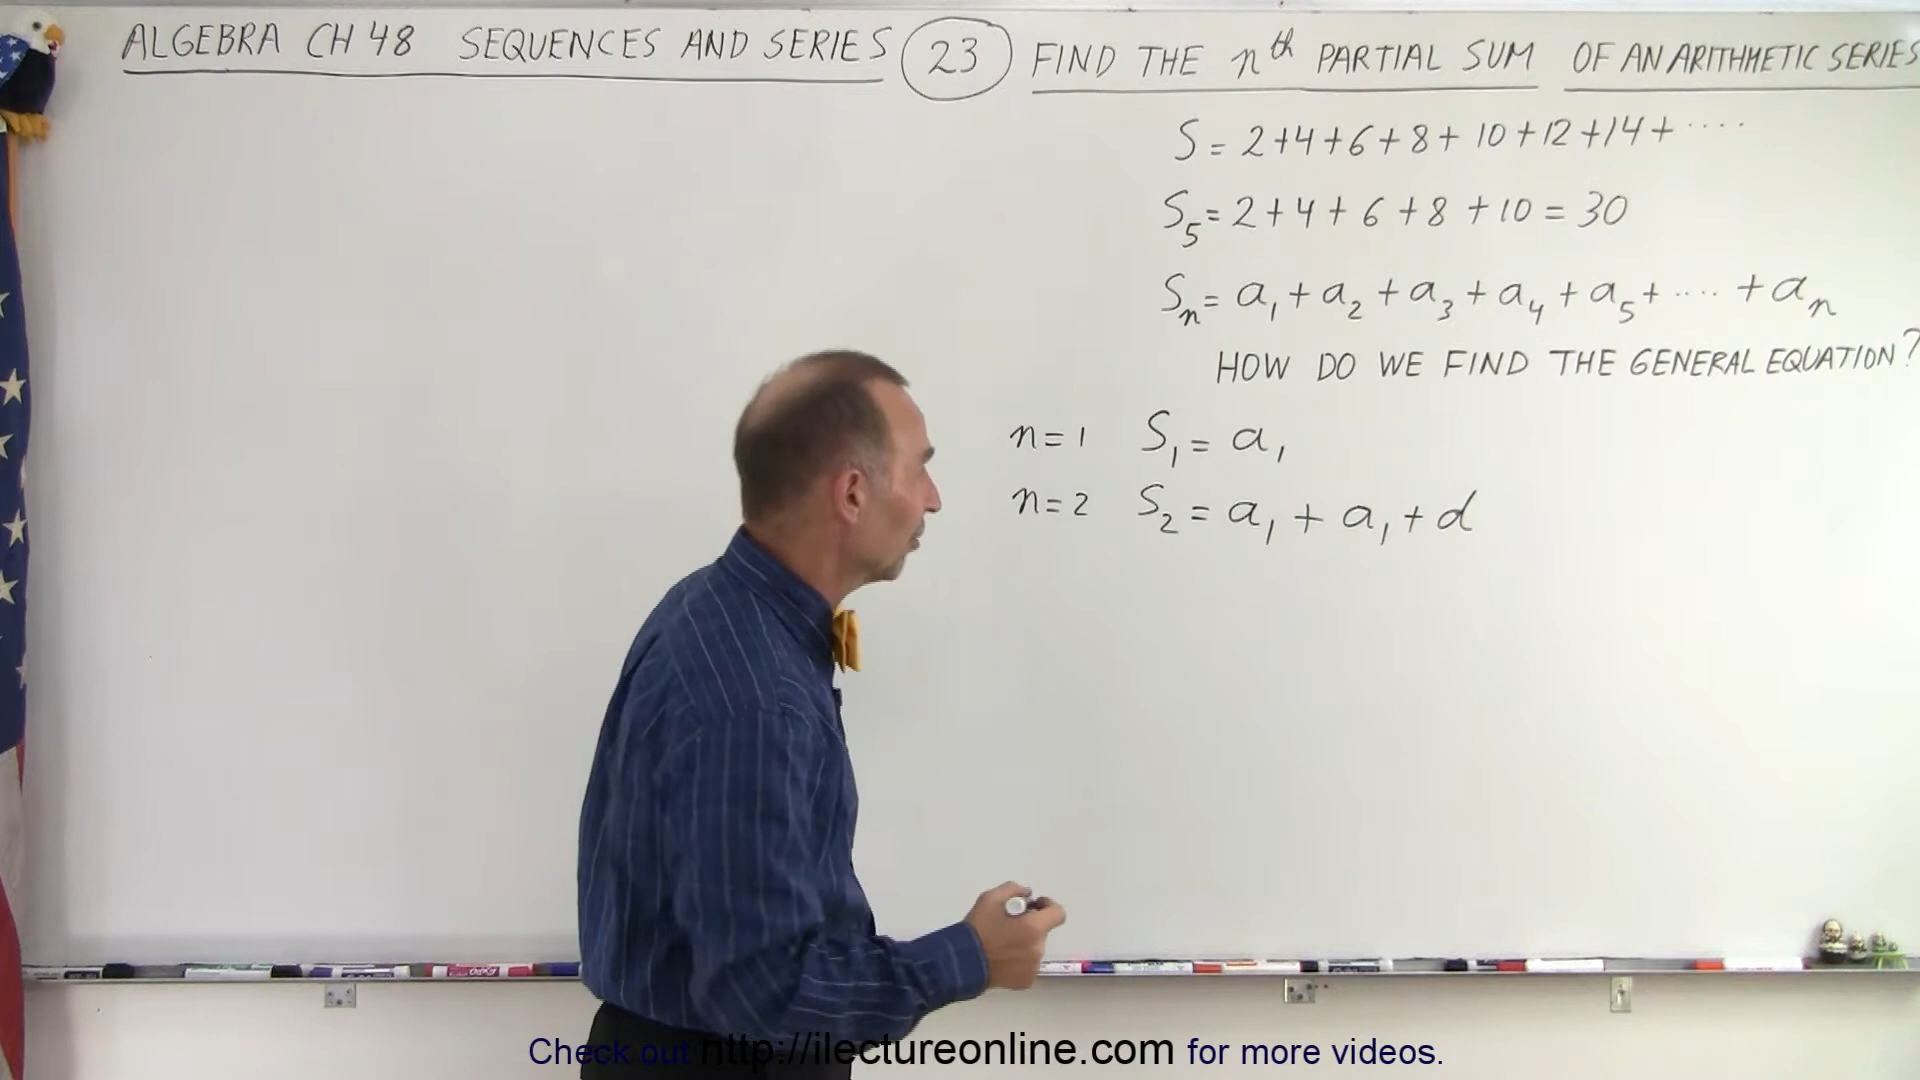 ALGEBRA CH 48 SEQUENCES AND SERIES 23 FIND THE nth PARTIAL SUM OF AN ARITHMETIC SERIES
S = 2+4+6+8+10+12+14+ ....
S₅ = 2+4+6+8+10 = 30
Sₙ = a₁ + a₂ + a₃ + a₄ + a₅ + .... + aₙ
HOW DO WE FIND THE GENERAL EQUATION?
n=1 S₁ = a₁
n=2 S₂ = a₁ + a₁ + d
Check out http://ilectureonline.com for more videos.